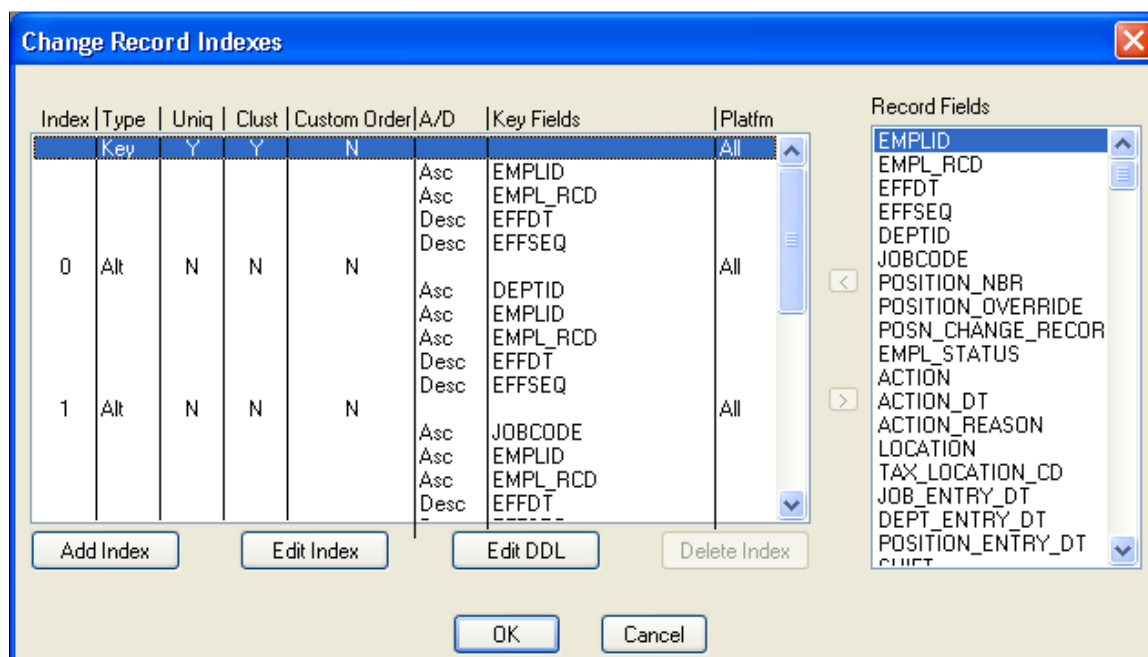 Change Record Indexes
Index Type Uniq Clust Custom Order A/D Key Fields Platfm
Key Y Y N All
Asc EMPLID
Asc EMPL_RCD
Desc EFFDT
Desc EFFSEQ
0 Alt N N N All
Asc DEPTID
Asc EMPLID
Asc EMPL_RCD
Desc EFFDT
Desc EFFSEQ
1 Alt N N N All
Asc JOBCODE
Asc EMPLID
Asc EMPL_RCD
Desc EFFDT
Record Fields
EMPLID
EMPL_RCD
EFFDT
EFFSEQ
DEPTID
JOBCODE
POSITION_NBR
POSITION_OVERRIDE
POSN_CHANGE_RECOR
EMPL_STATUS
ACTION
ACTION_DT
ACTION_REASON
LOCATION
TAX_LOCATION_CD
JOB_ENTRY_DT
DEPT_ENTRY_DT
POSITION_ENTRY_DT
<
>
Add Index Edit Index Edit DDL Delete Index
OK Cancel